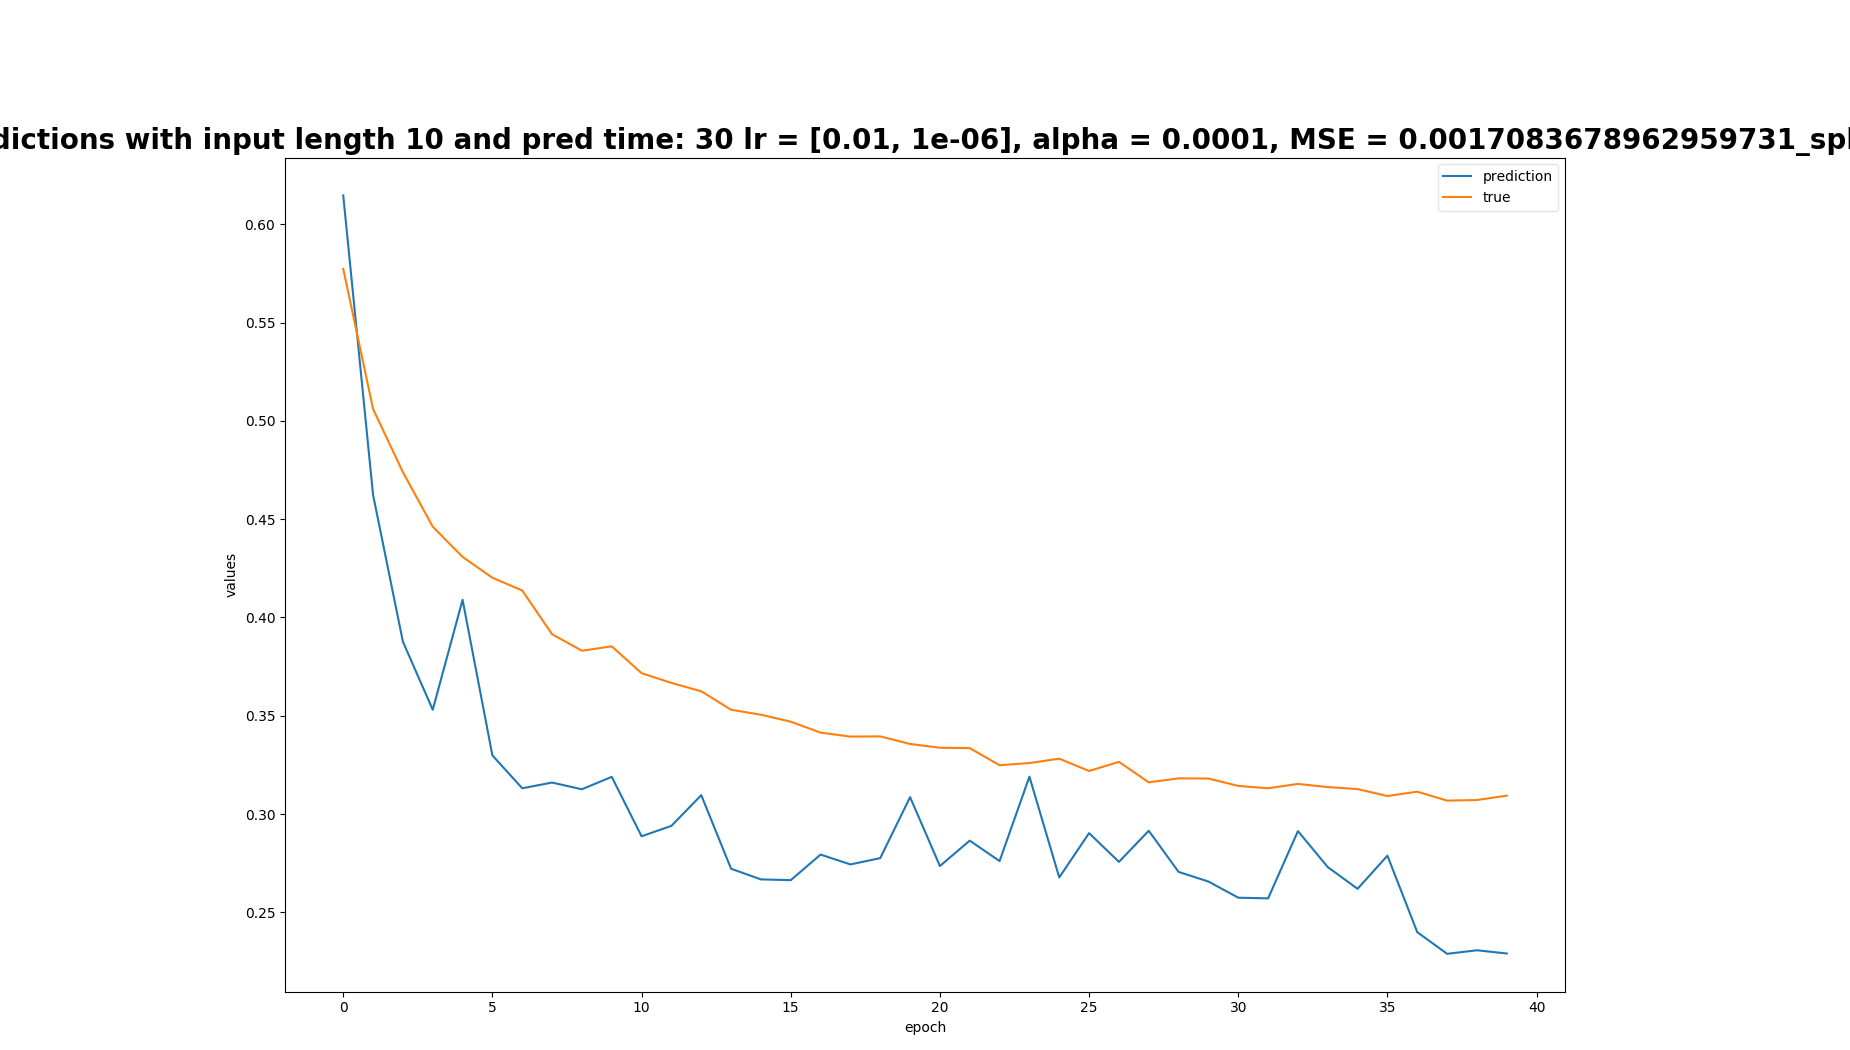 dictions with input length 10 and pred time: 30 lr = [0.01, 1e-06], alpha = 0.0001, MSE = 0.0017083678962959731_spl
prediction
true
0.60
0.55
0.50
0.45
0.40
0.35
0.30
0.25
values
0 5 10 15 20 25 30 35 40
epoch